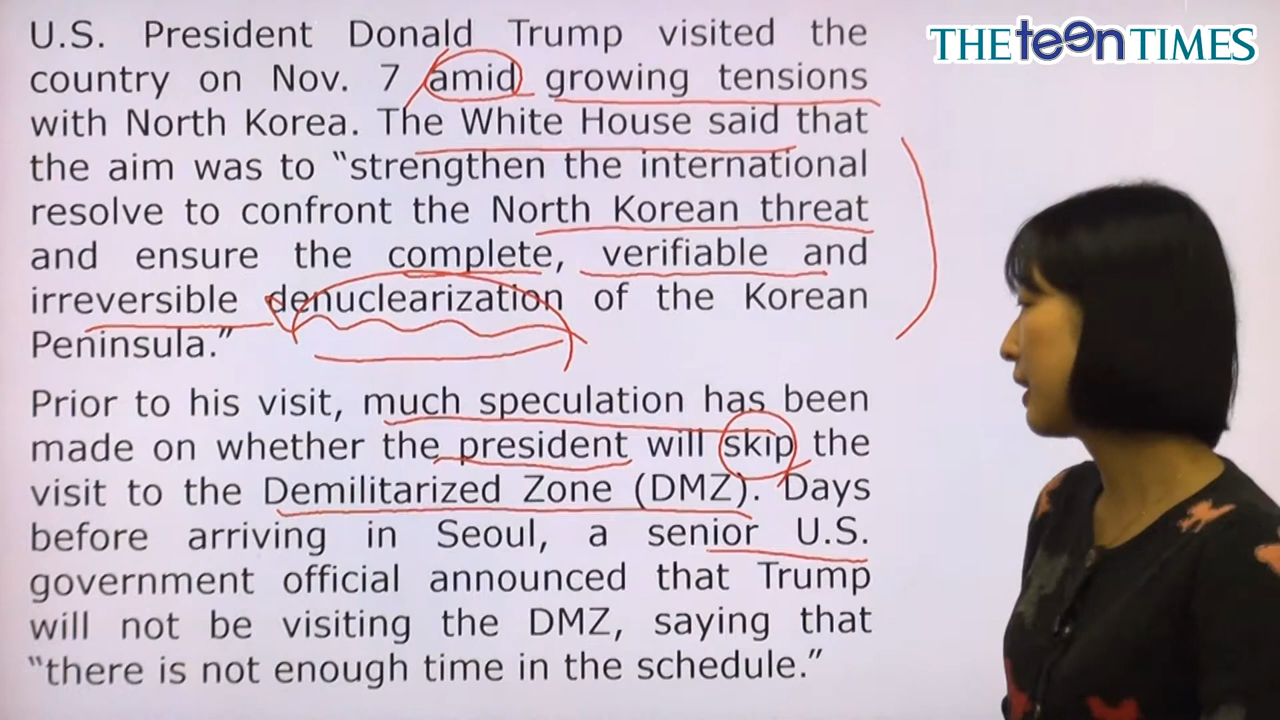 THE teen TIMES
U.S. President Donald Trump visited the
country on Nov. 7 amid growing tensions
with North Korea. The White House said that
the aim was to “strengthen the international
resolve to confront the North Korean threat
and ensure the complete, verifiable and
irreversible denuclearization of the Korean
Peninsula.”
Prior to his visit, much speculation has been
made on whether the president will skip the
visit to the Demilitarized Zone (DMZ). Days
before arriving in Seoul, a senior U.S.
government official announced that Trump
will not be visiting the DMZ, saying that
“there is not enough time in the schedule.”